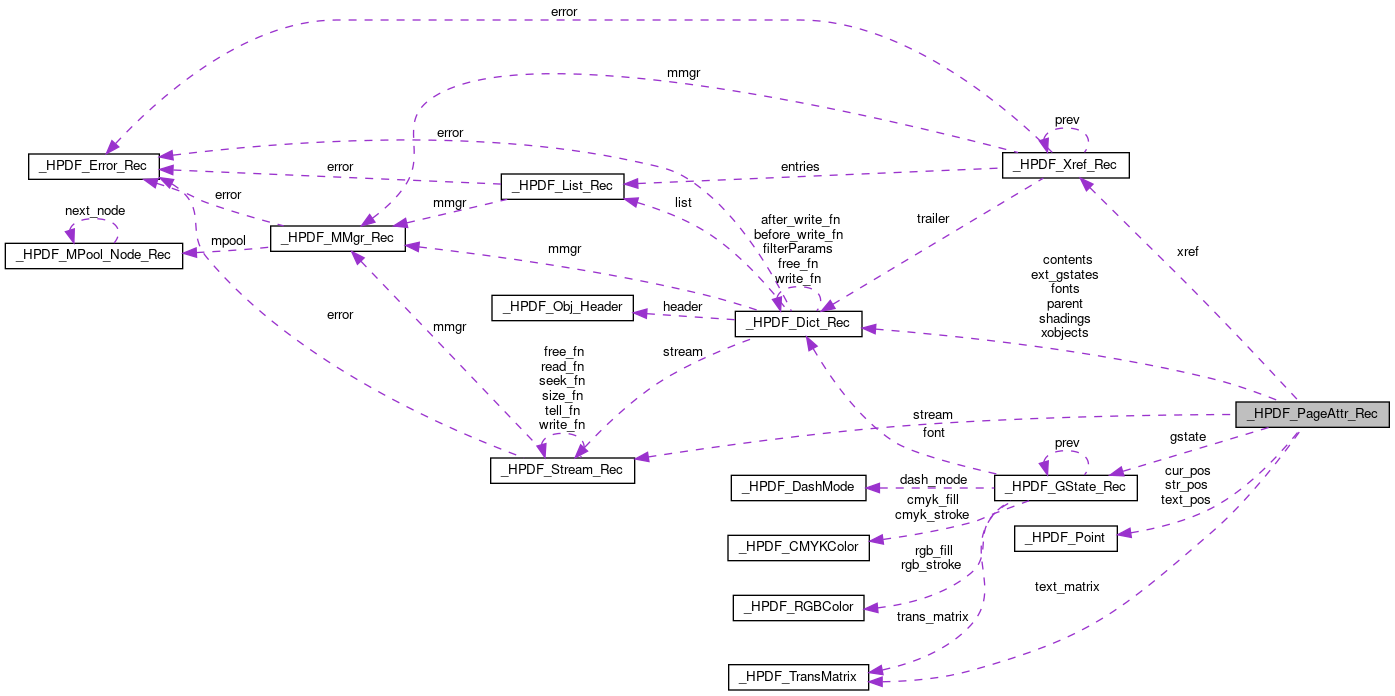 error
mmgr
prev
error
_HPDF_Error_Rec
error
entries
_HPDF_Xref_Rec
_HPDF_List_Rec
error
mmgr
list
next_node
after_write_fn
before_write_fn
filterParams
free_fn
write_fn
trailer
_HPDF_MMgr_Rec
mpool
_HPDF_MPool_Node_Rec
mmgr
xref
contents
ext_gstates
fonts
parent
shadings
xobjects
_HPDF_Obj_Header
header
_HPDF_Dict_Rec
error
mmgr
stream
free_fn
read_fn
seek_fn
size_fn
tell_fn
write_fn
stream
font
_HPDF_PageAttr_Rec
gstate
prev
_HPDF_Stream_Rec
cur_pos
str_pos
text_pos
_HPDF_DashMode
dash_mode
_HPDF_GState_Rec
cmyk_fill
cmyk_stroke
_HPDF_CMYKColor
_HPDF_Point
rgb_fill
rgb_stroke
_HPDF_RGBColor
text_matrix
trans_matrix
_HPDF_TransMatrix